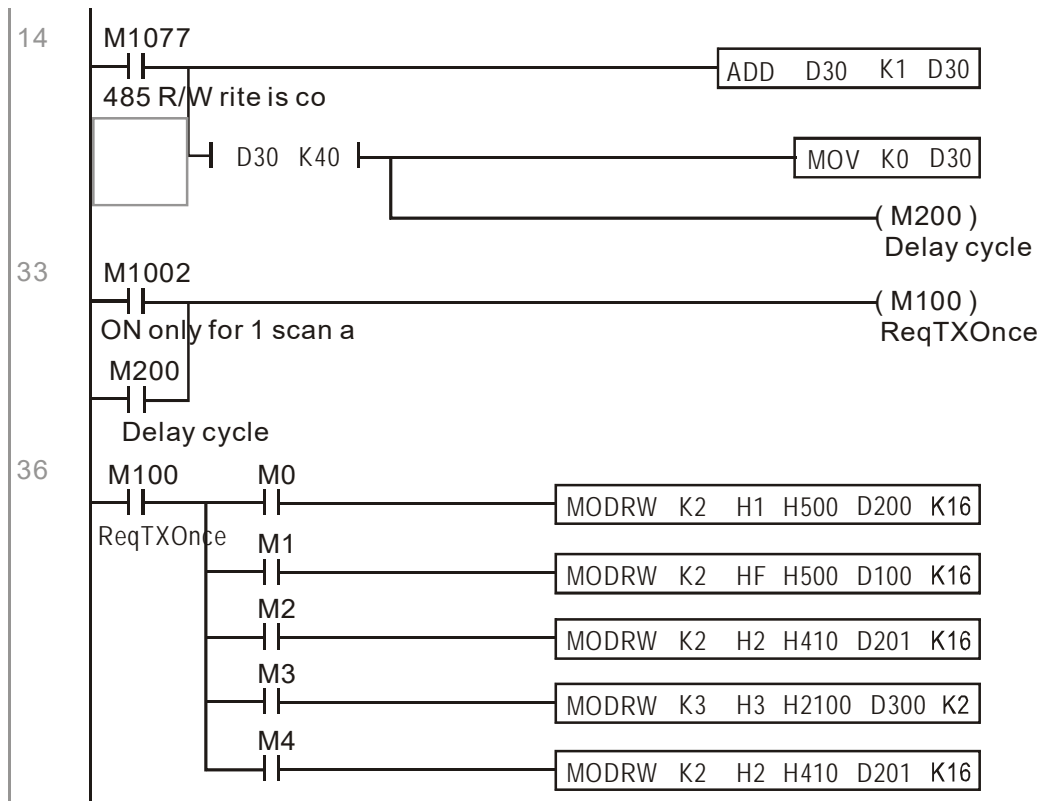 14
M1077
ADD D30 K1 D30
485 R/W rite is co
D30 K40
MOV K0 D30
( M200 )
Delay cycle
33
M1002
( M100 )
ON only for 1 scan a
ReqTXOnce
M200
Delay cycle
36
M100
M0
MODRW K2 H1 H500 D200 K16
ReqTXOnce
M1
MODRW K2 HF H500 D100 K16
M2
MODRW K2 H2 H410 D201 K16
M3
MODRW K3 H3 H2100 D300 K2
M4
MODRW K2 H2 H410 D201 K16